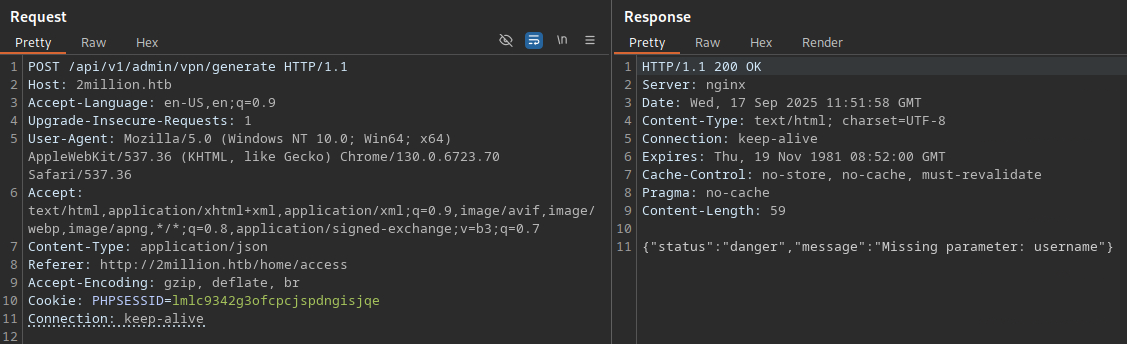 Request
Pretty Raw Hex
\n
1 POST /api/v1/admin/vpn/generate HTTP/1.1
2 Host: 2million.htb
3 Accept-Language: en-US,en;q=0.9
4 Upgrade-Insecure-Requests: 1
5 User-Agent: Mozilla/5.0 (Windows NT 10.0; Win64; x64)
AppleWebKit/537.36 (KHTML, like Gecko) Chrome/130.0.6723.70
Safari/537.36
6 Accept:
text/html,application/xhtml+xml,application/xml;q=0.9,image/avif,image/
webp,image/apng,*/*;q=0.8,application/signed-exchange;v=b3;q=0.7
7 Content-Type: application/json
8 Referer: http://2million.htb/home/access
9 Accept-Encoding: gzip, deflate, br
10 Cookie: PHPSESSID=lmlc9342g3ofcpcjspdngisjqe
11 Connection: keep-alive
12
Response
Pretty Raw Hex Render
1 HTTP/1.1 200 OK
2 Server: nginx
3 Date: Wed, 17 Sep 2025 11:51:58 GMT
4 Content-Type: text/html; charset=UTF-8
5 Connection: keep-alive
6 Expires: Thu, 19 Nov 1981 08:52:00 GMT
7 Cache-Control: no-store, no-cache, must-revalidate
8 Pragma: no-cache
9 Content-Length: 59
10
11 {"status":"danger","message":"Missing parameter: username"}